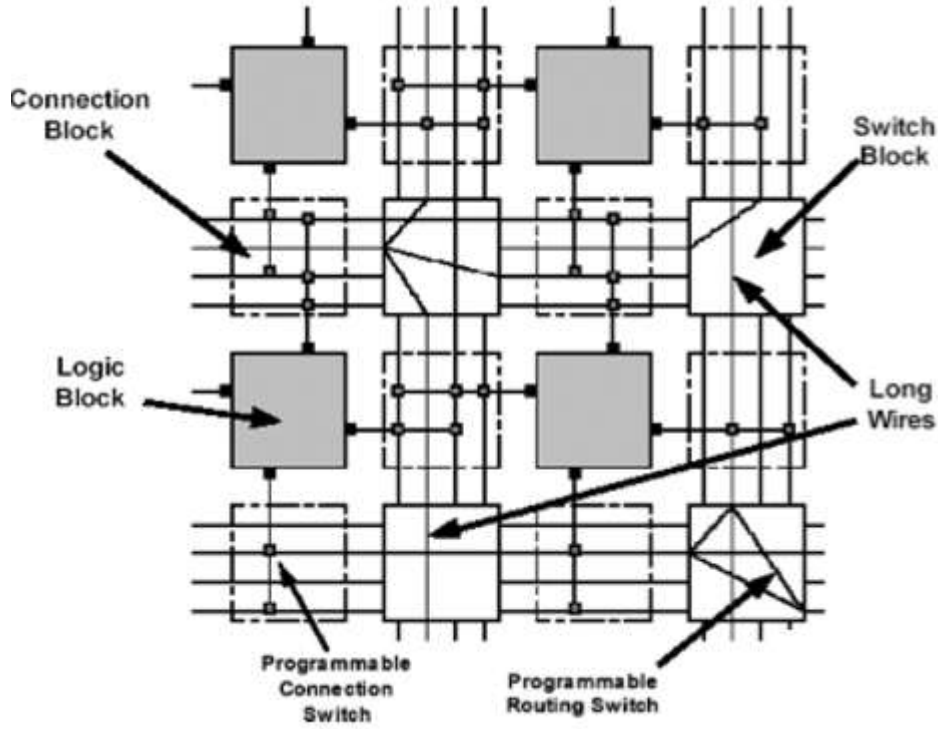 Connection
Block
Switch
Block
Logic
Block
Long
Wires
Programmable
Connection
Switch
Programmable
Routing Switch